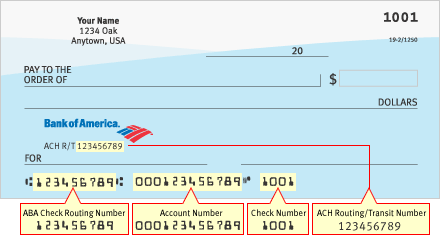 Your Name
1234 Oak
Anytown, USA
1001
19-2/1250
20
PAY TO THE
ORDER OF
$
DOLLARS
Bank of America.
ACH R/T 123456789
FOR
⑆123456789⑆ 000123456789⑈ 1001
ABA Check Routing Number
123456789
Account Number
000123456789
Check Number
1001
ACH Routing/Transit Number
123456789